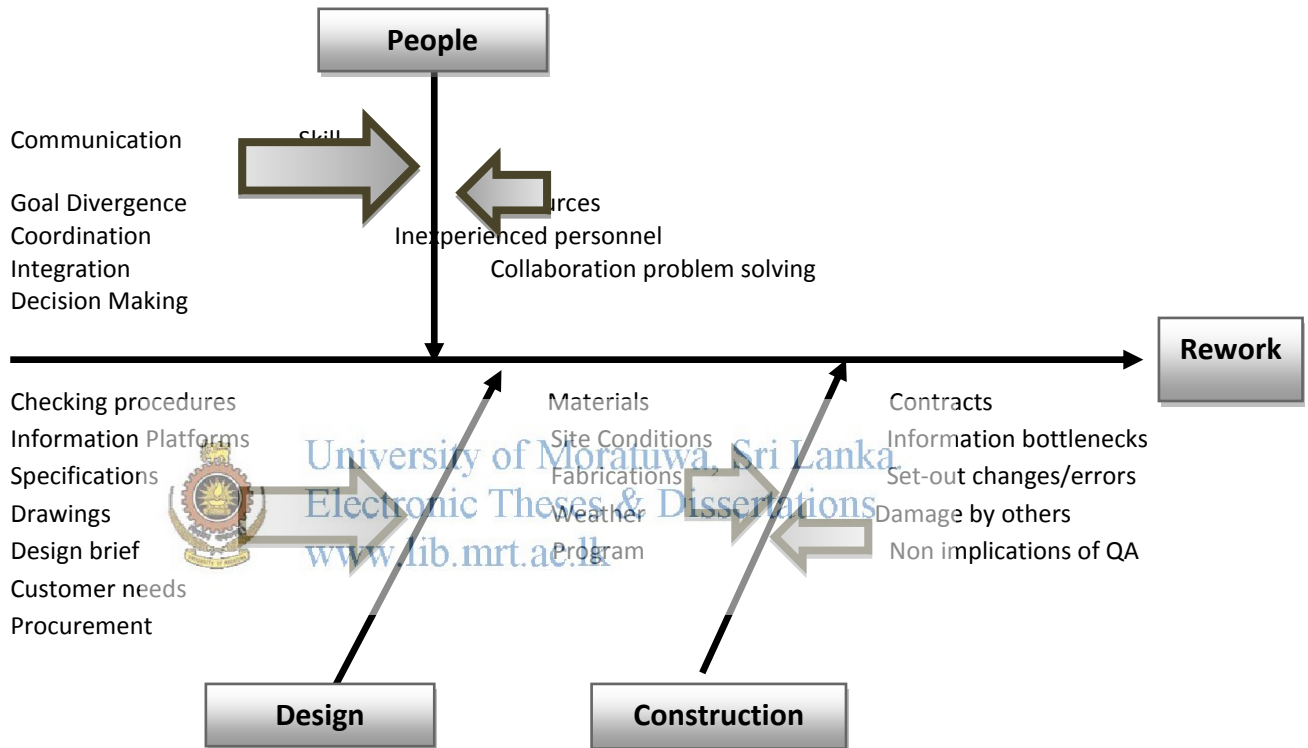 People
Communication Skill
Goal Divergence
Coordination Inexperienced personnel
Integration Collaboration problem solving
Decision Making
Rework
Checking procedures Materials Contracts
Information Platforms Site Conditions Information bottlenecks
Specifications Fabrications Set-out changes/errors
Drawings Weather Damage by others
Design brief Program Non implications of QA
Customer needs
Procurement
University of Moratuwa, Sri Lanka.
Electronic Theses & Dissertations
www.lib.mrt.ac.lk
Design Construction